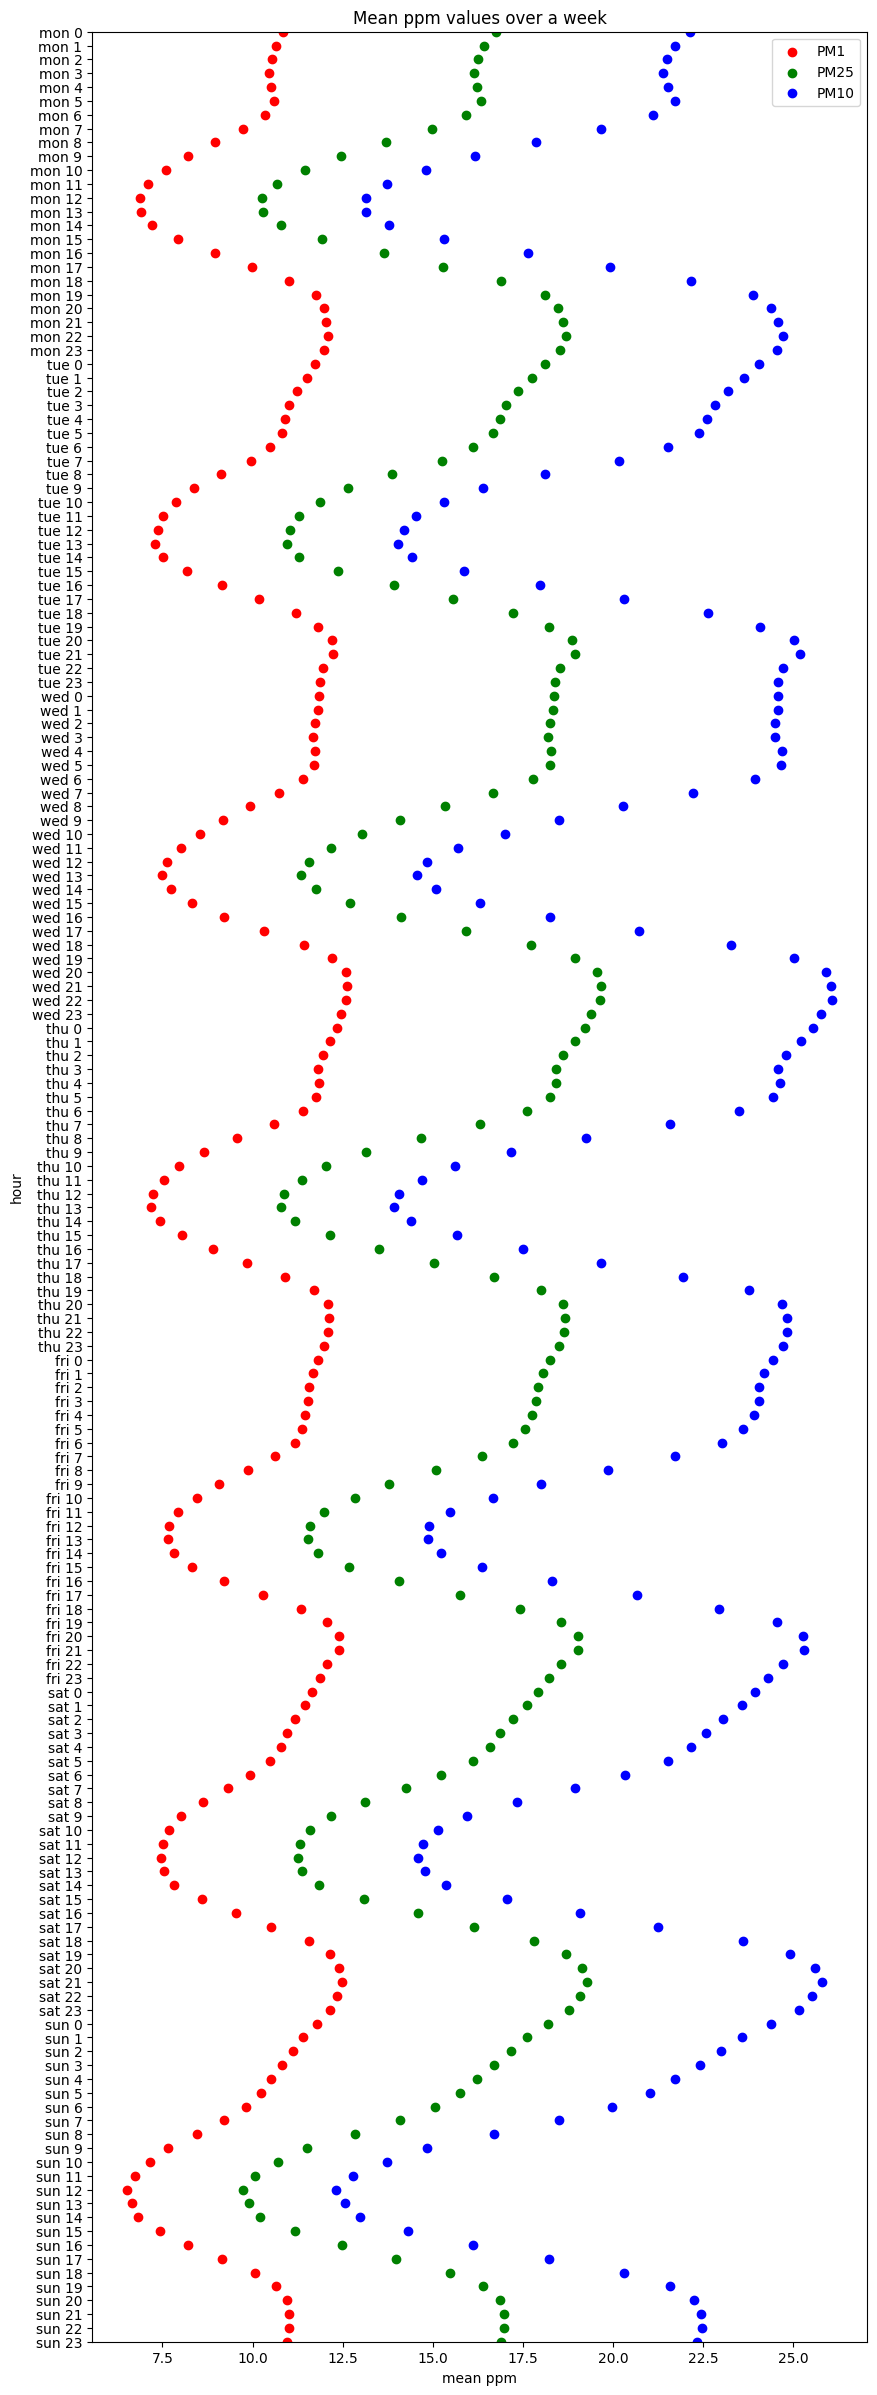 Mean ppm values over a week
PM1
PM25
PM10
mon 0
mon 1
mon 2
mon 3
mon 4
mon 5
mon 6
mon 7
mon 8
mon 9
mon 10
mon 11
mon 12
mon 13
mon 14
mon 15
mon 16
mon 17
mon 18
mon 19
mon 20
mon 21
mon 22
mon 23
tue 0
tue 1
tue 2
tue 3
tue 4
tue 5
tue 6
tue 7
tue 8
tue 9
tue 10
tue 11
tue 12
tue 13
tue 14
tue 15
tue 16
tue 17
tue 18
tue 19
tue 20
tue 21
tue 22
tue 23
wed 0
wed 1
wed 2
wed 3
wed 4
wed 5
wed 6
wed 7
wed 8
wed 9
wed 10
wed 11
wed 12
wed 13
wed 14
wed 15
wed 16
wed 17
wed 18
wed 19
wed 20
wed 21
wed 22
wed 23
thu 0
thu 1
thu 2
thu 3
thu 4
thu 5
thu 6
thu 7
thu 8
thu 9
thu 10
thu 11
thu 12
thu 13
thu 14
thu 15
thu 16
thu 17
thu 18
thu 19
thu 20
thu 21
thu 22
thu 23
fri 0
fri 1
fri 2
fri 3
fri 4
fri 5
fri 6
fri 7
fri 8
fri 9
fri 10
fri 11
fri 12
fri 13
fri 14
fri 15
fri 16
fri 17
fri 18
fri 19
fri 20
fri 21
fri 22
fri 23
sat 0
sat 1
sat 2
sat 3
sat 4
sat 5
sat 6
sat 7
sat 8
sat 9
sat 10
sat 11
sat 12
sat 13
sat 14
sat 15
sat 16
sat 17
sat 18
sat 19
sat 20
sat 21
sat 22
sat 23
sun 0
sun 1
sun 2
sun 3
sun 4
sun 5
sun 6
sun 7
sun 8
sun 9
sun 10
sun 11
sun 12
sun 13
sun 14
sun 15
sun 16
sun 17
sun 18
sun 19
sun 20
sun 21
sun 22
sun 23
hour
7.5 10.0 12.5 15.0 17.5 20.0 22.5 25.0
mean ppm